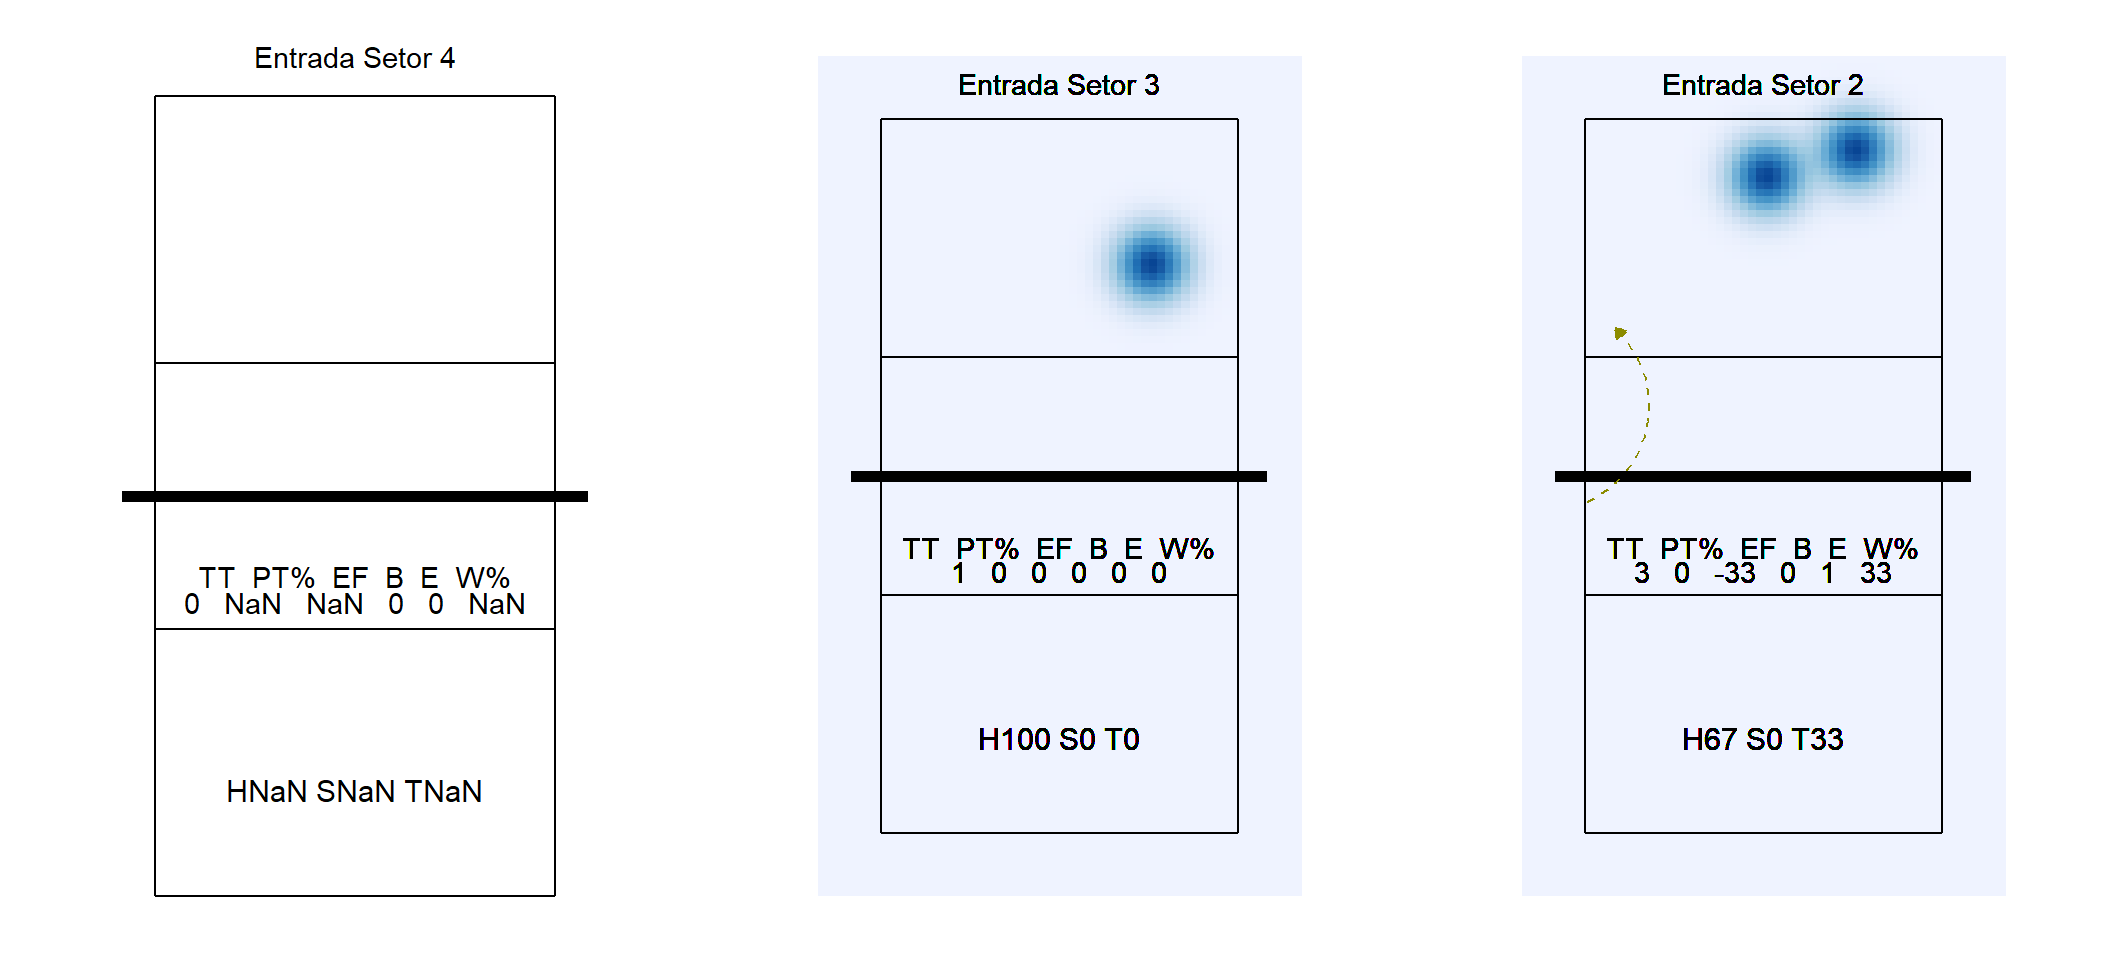 Entrada Setor 4
TT PT% EF B E W%
0 NaN NaN 0 0 NaN
HNaN SNaN TNaN
Entrada Setor 3
TT PT% EF B E W%
1 0 0 0 0 0
H100 S0 T0
Entrada Setor 2
TT PT% EF B E W%
3 0 -33 0 1 33
H67 S0 T33